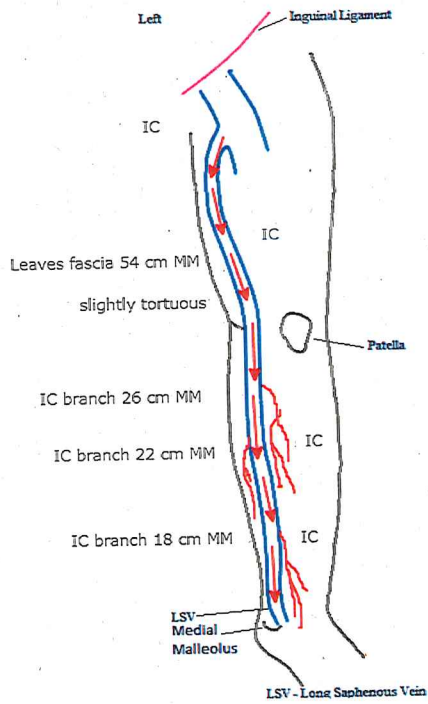 Left
Inguinal Ligament
IC
IC
Leaves fascia 54 cm MM
slightly tortuous
Patella
IC branch 26 cm MM
IC
IC branch 22 cm MM
IC branch 18 cm MM
IC
LSV
Medial
Malleolus
LSV - Long Saphenous Vein